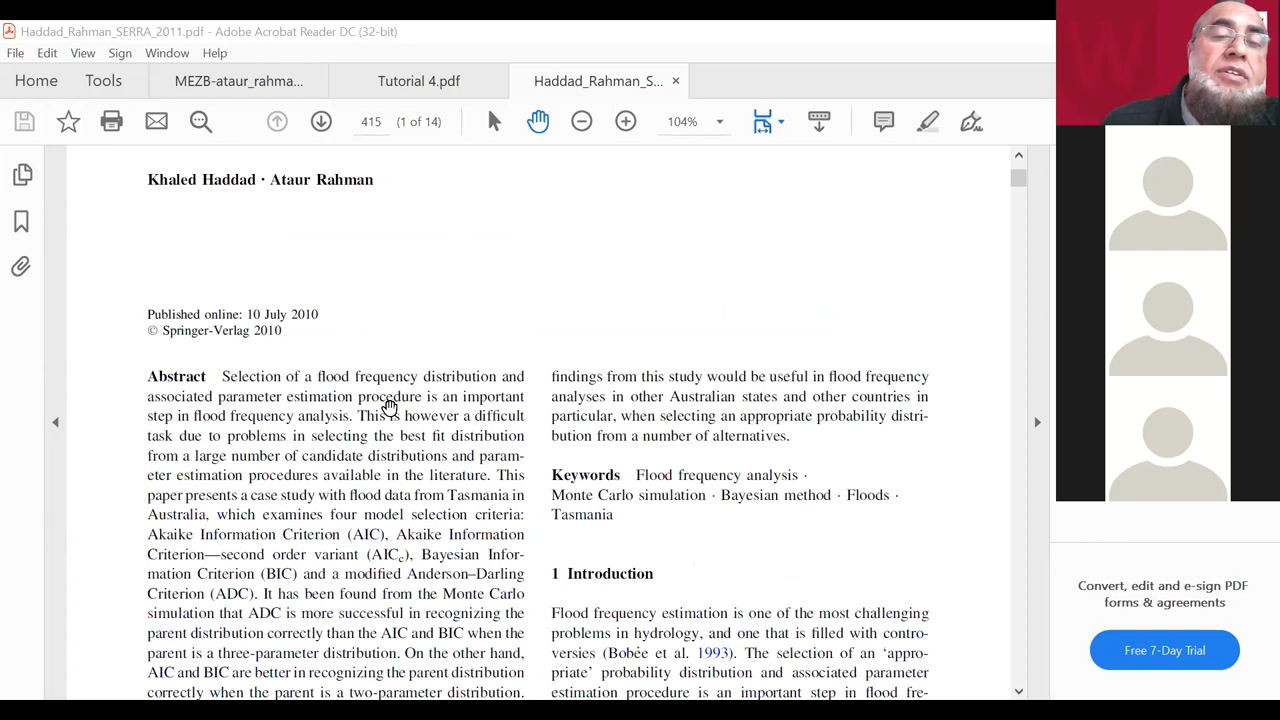 Haddad_Rahman_SERRA_2011.pdf - Adobe Acrobat Reader DC (32-bit)
File Edit View Sign Window Help
Home Tools MEZB-ataur_rahma... Tutorial 4.pdf Haddad_Rahman_S... ×
415 (1 of 14) 104%
Khaled Haddad · Ataur Rahman
Published online: 10 July 2010
© Springer-Verlag 2010
Abstract Selection of a flood frequency distribution and
associated parameter estimation procedure is an important
step in flood frequency analysis. This is however a difficult
task due to problems in selecting the best fit distribution
from a large number of candidate distributions and param-
eter estimation procedures available in the literature. This
paper presents a case study with flood data from Tasmania in
Australia, which examines four model selection criteria:
Akaike Information Criterion (AIC), Akaike Information
Criterion—second order variant (AICc), Bayesian Infor-
mation Criterion (BIC) and a modified Anderson–Darling
Criterion (ADC). It has been found from the Monte Carlo
simulation that ADC is more successful in recognizing the
parent distribution correctly than the AIC and BIC when the
parent is a three-parameter distribution. On the other hand,
AIC and BIC are better in recognizing the parent distribution
correctly when the parent is a two-parameter distribution.
findings from this study would be useful in flood frequency
analyses in other Australian states and other countries in
particular, when selecting an appropriate probability distri-
bution from a number of alternatives.
Keywords Flood frequency analysis ·
Monte Carlo simulation · Bayesian method · Floods ·
Tasmania
1 Introduction
Flood frequency estimation is one of the most challenging
problems in hydrology, and one that is filled with contro-
versies (Bobée et al. 1993). The selection of an ‘appro-
priate’ probability distribution and associated parameter
estimation procedure is an important step in flood fre-
Convert, edit and e-sign PDF
forms & agreements
Free 7-Day Trial